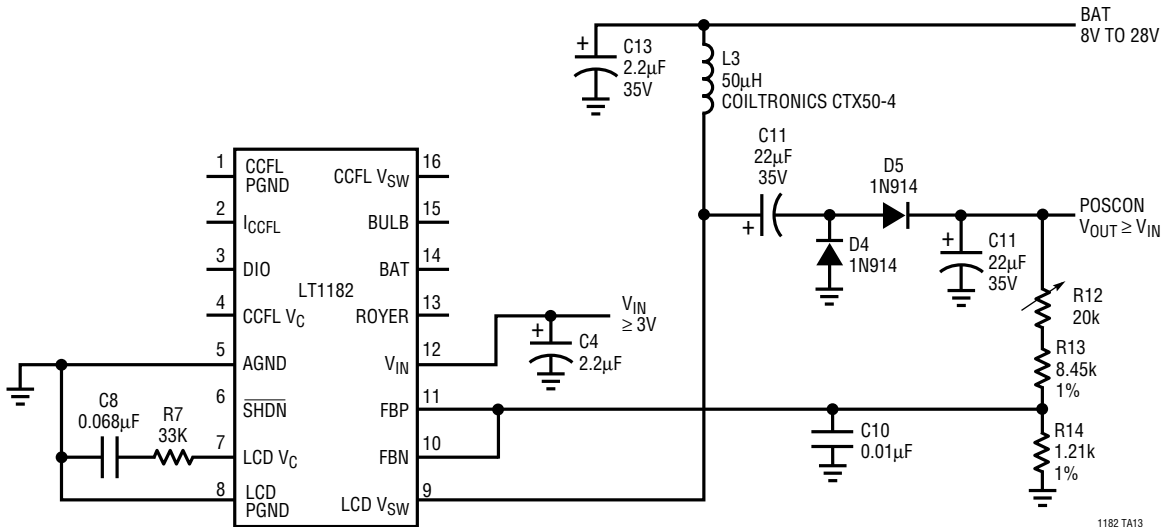 BAT
8V TO 28V
C13
2.2µF
35V
L3
50µH
COILTRONICS CTX50-4
C11
22µF
35V
D5
1N914
POSCON
V_OUT ≥ V_IN
D4
1N914
C11
22µF
35V
R12
20k
R13
8.45k
1%
R14
1.21k
1%
C10
0.01µF
V_IN
≥ 3V
C4
2.2µF
LT1182
1 CCFL PGND
2 I_CCFL
3 DIO
4 CCFL V_C
5 AGND
6 SHDN
7 LCD V_C
8 LCD PGND
16 CCFL V_SW
15 BULB
14 BAT
13 ROYER
12 V_IN
11 FBP
10 FBN
9 LCD V_SW
C8
0.068µF
R7
33K
+
+
+
+
1182 TA13